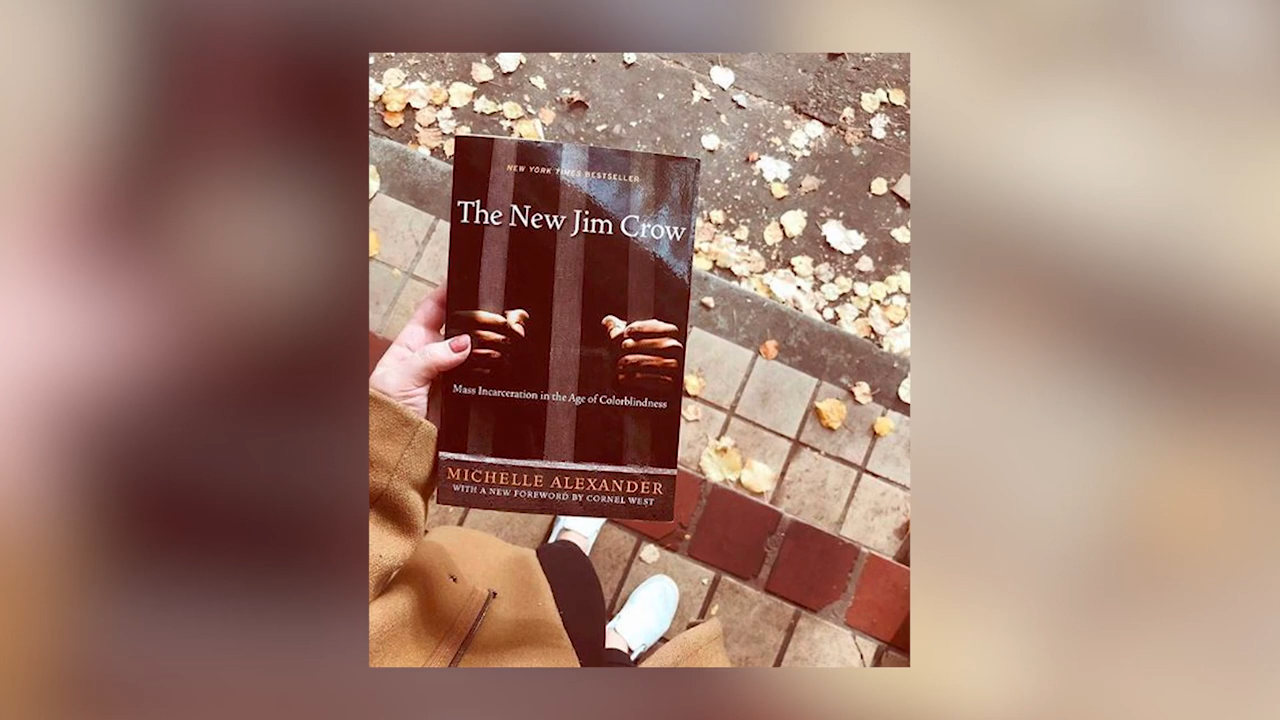 NEW YORK TIMES BESTSELLER
The New Jim Crow
Mass Incarceration in the Age of Colorblindness
MICHELLE ALEXANDER
WITH A NEW FOREWORD BY CORNEL WEST